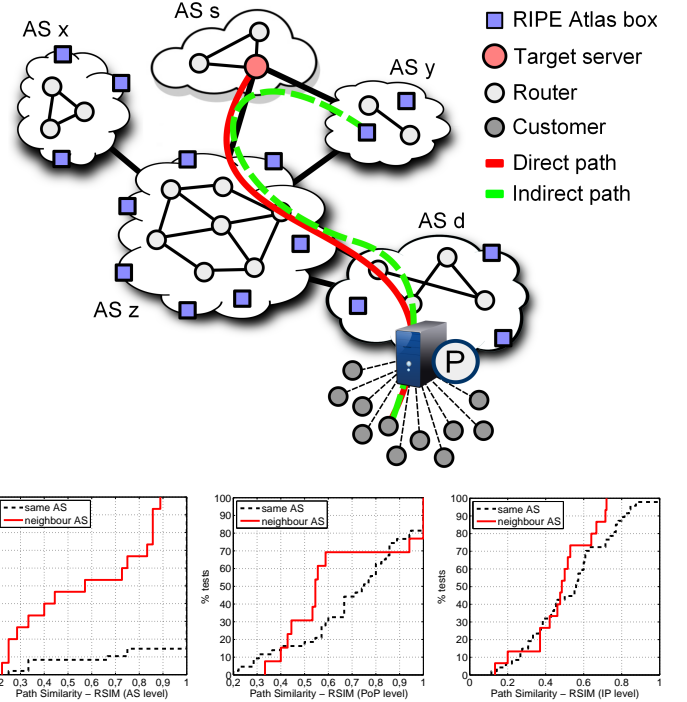 AS s
AS x
RIPE Atlas box
Target server
AS y
Router
Customer
Direct path
Indirect path
AS d
AS z
P
same AS
neighbour AS
2 0,3 0,4 0,5 0,6 0,7 0,8 0,9 1
Path Similarity – RSIM (AS level)
100
90
80
70
60
50
40
30
20
10
0
% tests
same AS
neighbour AS
0,2 0,3 0,4 0,5 0,6 0,7 0,8 0,9 1
Path Similarity – RSIM (PoP level)
100
90
80
70
60
50
40
30
20
10
0
% tests
same AS
neighbour AS
0 0.2 0.4 0.6 0.8 1
Path Similarity – RSIM (IP level)